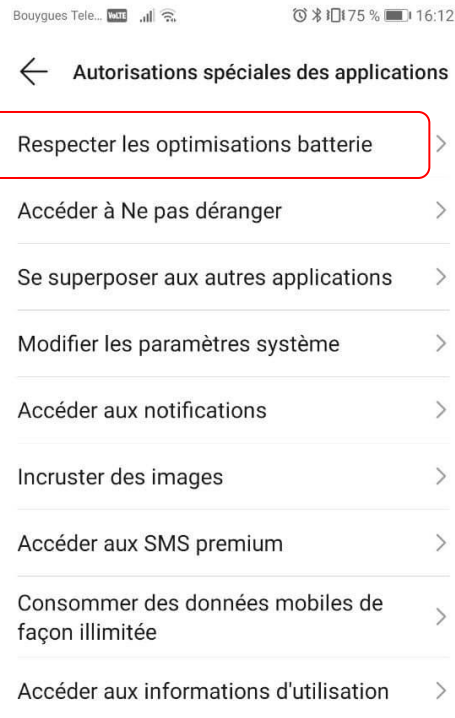 Bouygues Tele... VoLTE 75 % 16:12
Autorisations spéciales des applications
Respecter les optimisations batterie
Accéder à Ne pas déranger
Se superposer aux autres applications
Modifier les paramètres système
Accéder aux notifications
Incruster des images
Accéder aux SMS premium
Consommer des données mobiles de
façon illimitée
Accéder aux informations d'utilisation